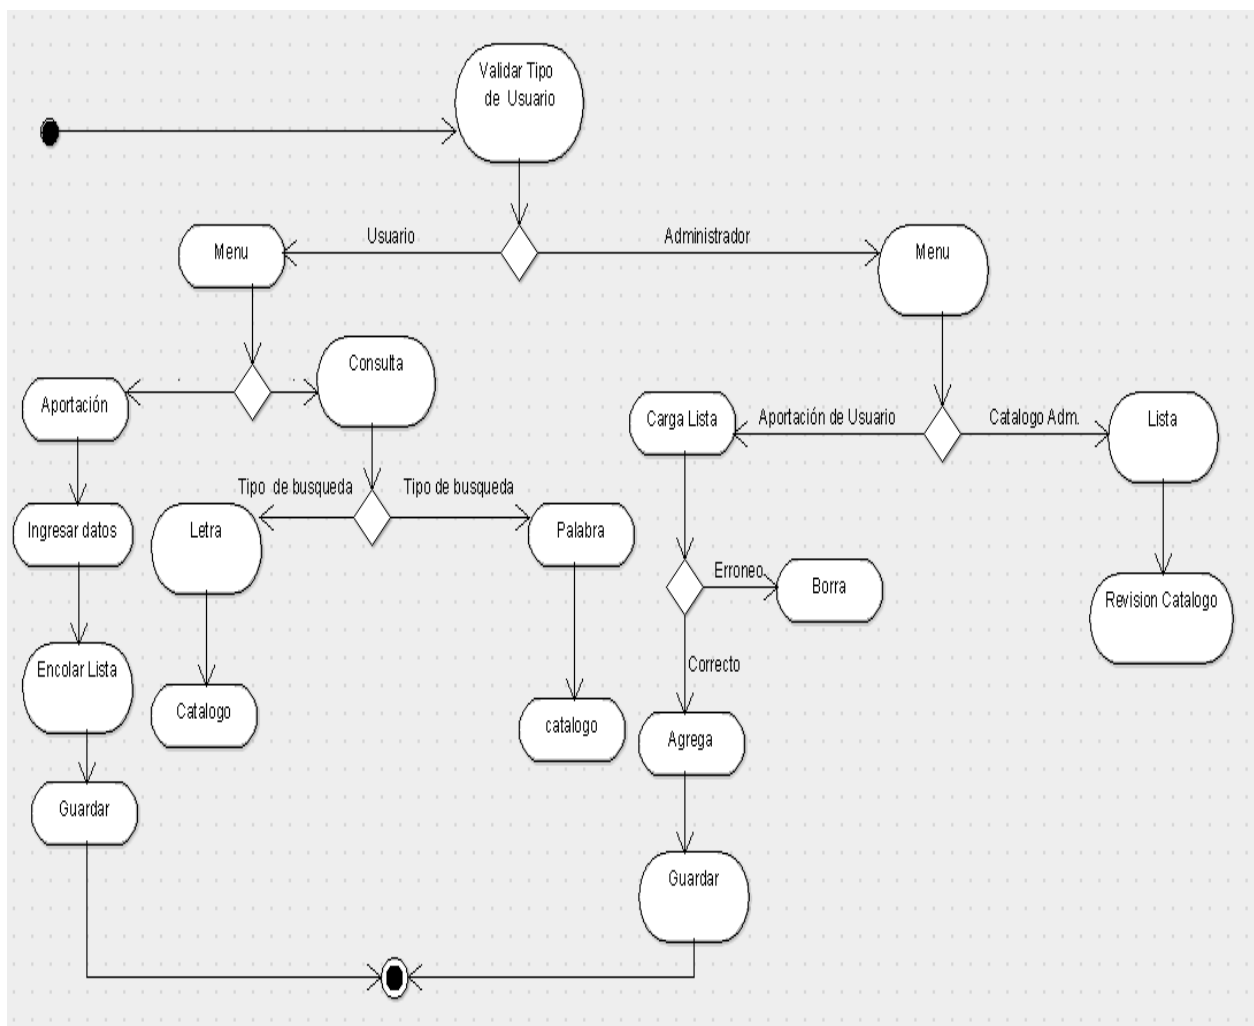 Validar Tipo
de Usuario
Usuario
Administrador
Menu
Menu
Consulta
Aportación
Carga Lista
Aportación de Usuario
Catalogo Adm.
Lista
Tipo de busqueda
Tipo de busqueda
Ingresar datos
Letra
Palabra
Erroneo
Borra
Revision Catalogo
Encolar Lista
Correcto
Catalogo
catalogo
Agrega
Guardar
Guardar